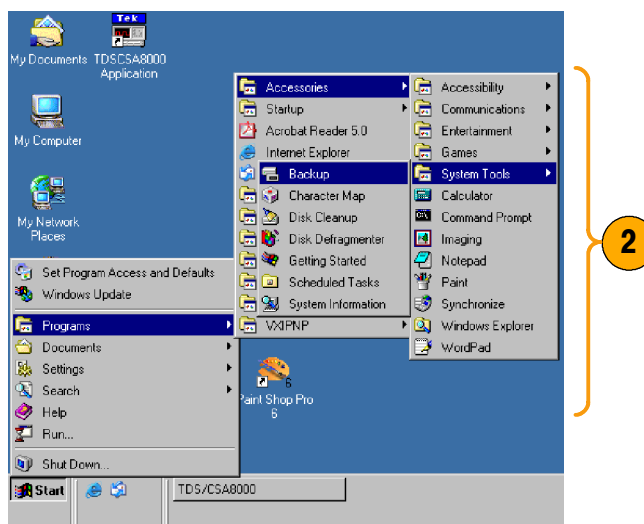 Tek
My Documents
TDSCSA8000
Application
My Computer
My Network
Places
Accessories
Startup
Acrobat Reader 5.0
Internet Explorer
Backup
Character Map
Disk Cleanup
Disk Defragmenter
Getting Started
Scheduled Tasks
System Information
VXIPNP
Accessibility
Communications
Entertainment
Games
System Tools
Calculator
Command Prompt
Imaging
Notepad
Paint
Synchronize
Windows Explorer
WordPad
2
Set Program Access and Defaults
Windows Update
Programs
Documents
Settings
Search
Help
Run...
Shut Down...
6
Paint Shop Pro
6
Start
TDS/CSA8000